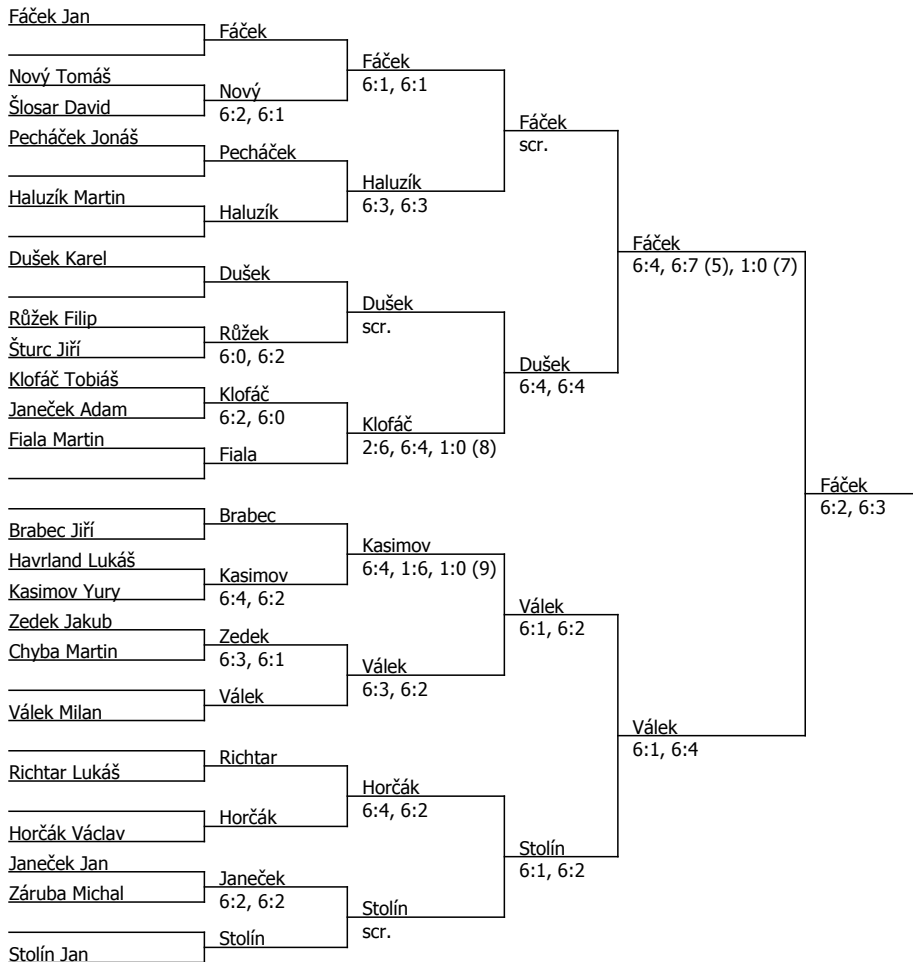 Fáček Jan
Fáček
Fáček
6:1, 6:1
Nový Tomáš
Nový
6:2, 6:1
Šlosar David
Fáček
scr.
Pecháček Jonáš
Pecháček
Haluzík
6:3, 6:3
Haluzík Martin
Haluzík
Fáček
6:4, 6:7 (5), 1:0 (7)
Dušek Karel
Dušek
Dušek
scr.
Růžek Filip
Růžek
6:0, 6:2
Šturc Jiří
Dušek
6:4, 6:4
Klofáč Tobiáš
Klofáč
6:2, 6:0
Janeček Adam
Klofáč
2:6, 6:4, 1:0 (8)
Fiala Martin
Fiala
Fáček
6:2, 6:3
Brabec
Brabec Jiří
Kasimov
6:4, 1:6, 1:0 (9)
Havrland Lukáš
Kasimov
6:4, 6:2
Kasimov Yury
Válek
6:1, 6:2
Zedek Jakub
Zedek
6:3, 6:1
Chyba Martin
Válek
6:3, 6:2
Válek
Válek Milan
Válek
6:1, 6:4
Richtar
Richtar Lukáš
Horčák
6:4, 6:2
Horčák
Horčák Václav
Stolín
6:1, 6:2
Janeček Jan
Janeček
6:2, 6:2
Záruba Michal
Stolín
scr.
Stolín
Stolín Jan